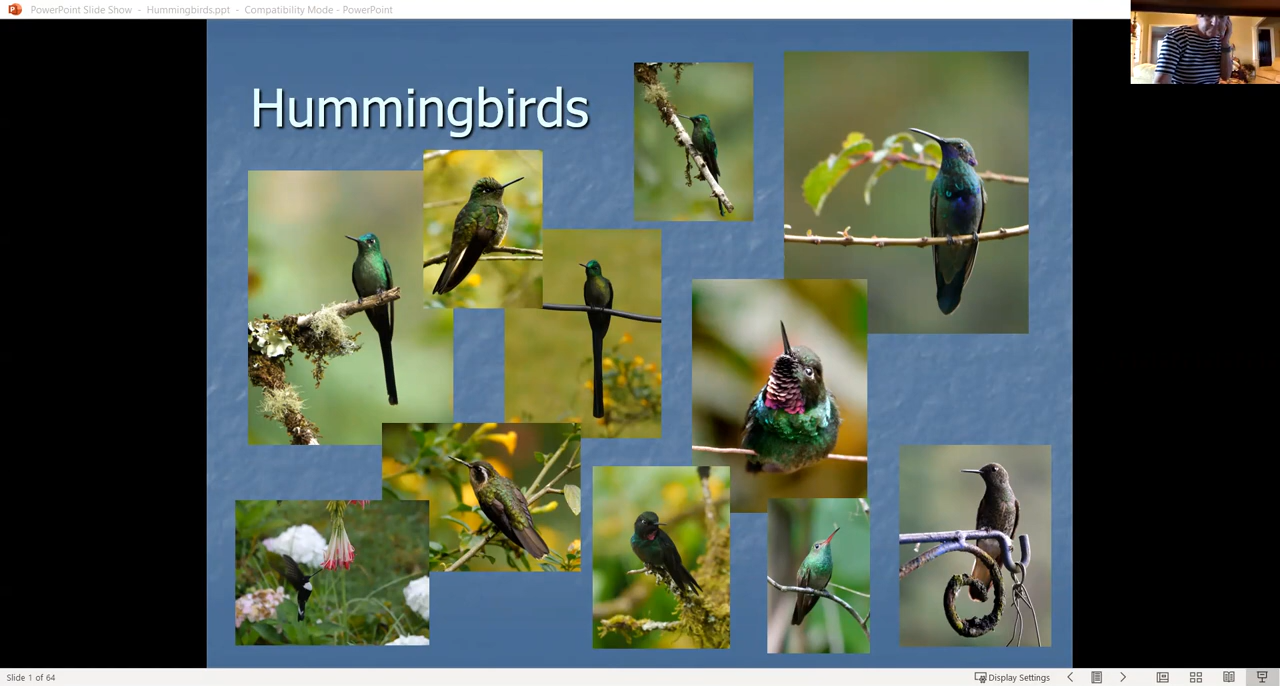 PowerPoint Slide Show - Hummingbirds.ppt - Compatibility Mode - PowerPoint
Hummingbirds
Slide 1 of 64
Display Settings